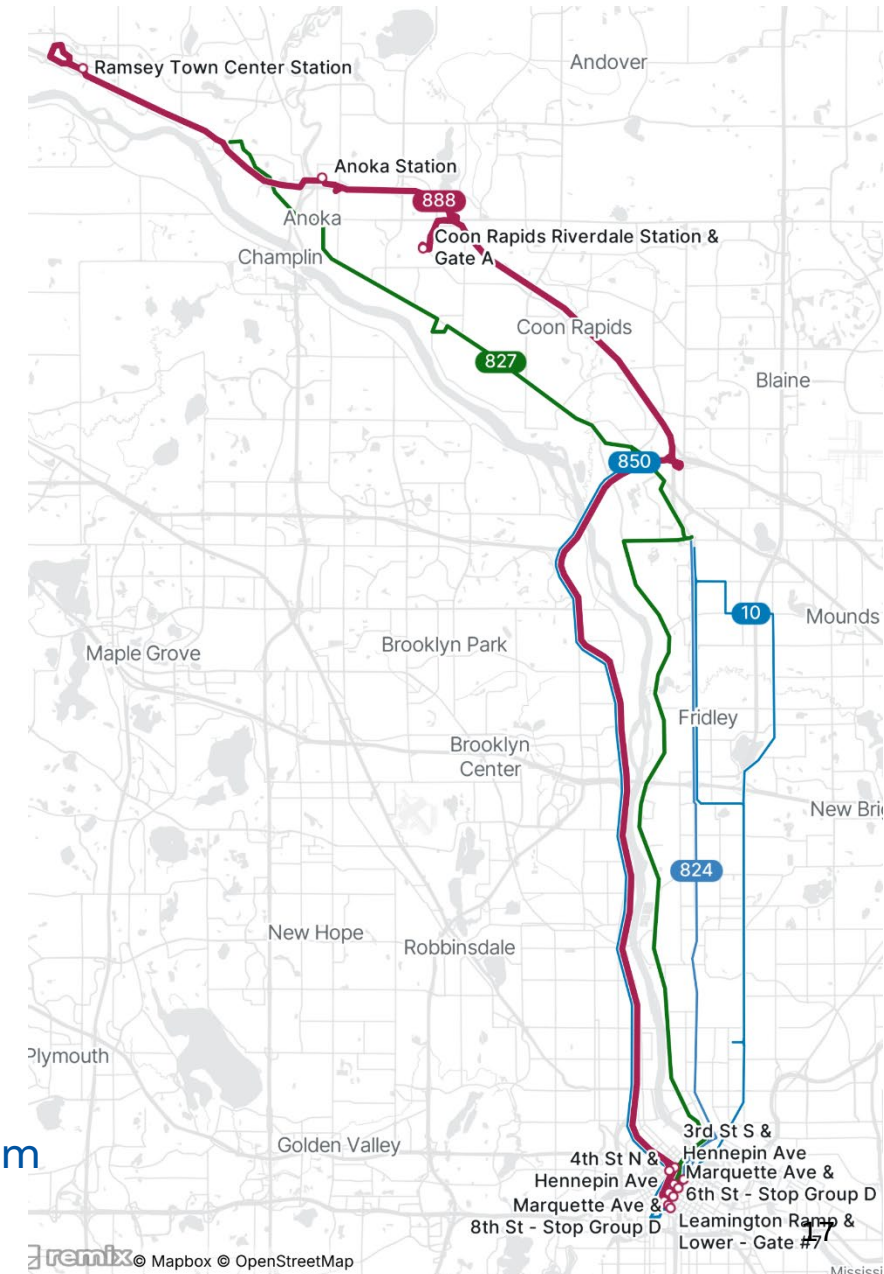 Andover
Ramsey Town Center Station
Anoka Station
888
Anoka
Coon Rapids Riverdale Station &
Gate A
Champlin
Coon Rapids
827
Blaine
850
10
Mounds
Brooklyn Park
Maple Grove
Fridley
Brooklyn
Center
New Bri
824
New Hope
Robbinsdale
Plymouth
m
Golden Valley
3rd St S &
Hennepin Ave
4th St N &
Hennepin Ave
Marquette Ave &
6th St - Stop Group D
Marquette Ave &
8th St - Stop Group D
Leamington Ramp &
Lower - Gate #7
17
remix © Mapbox © OpenStreetMap
Mississi